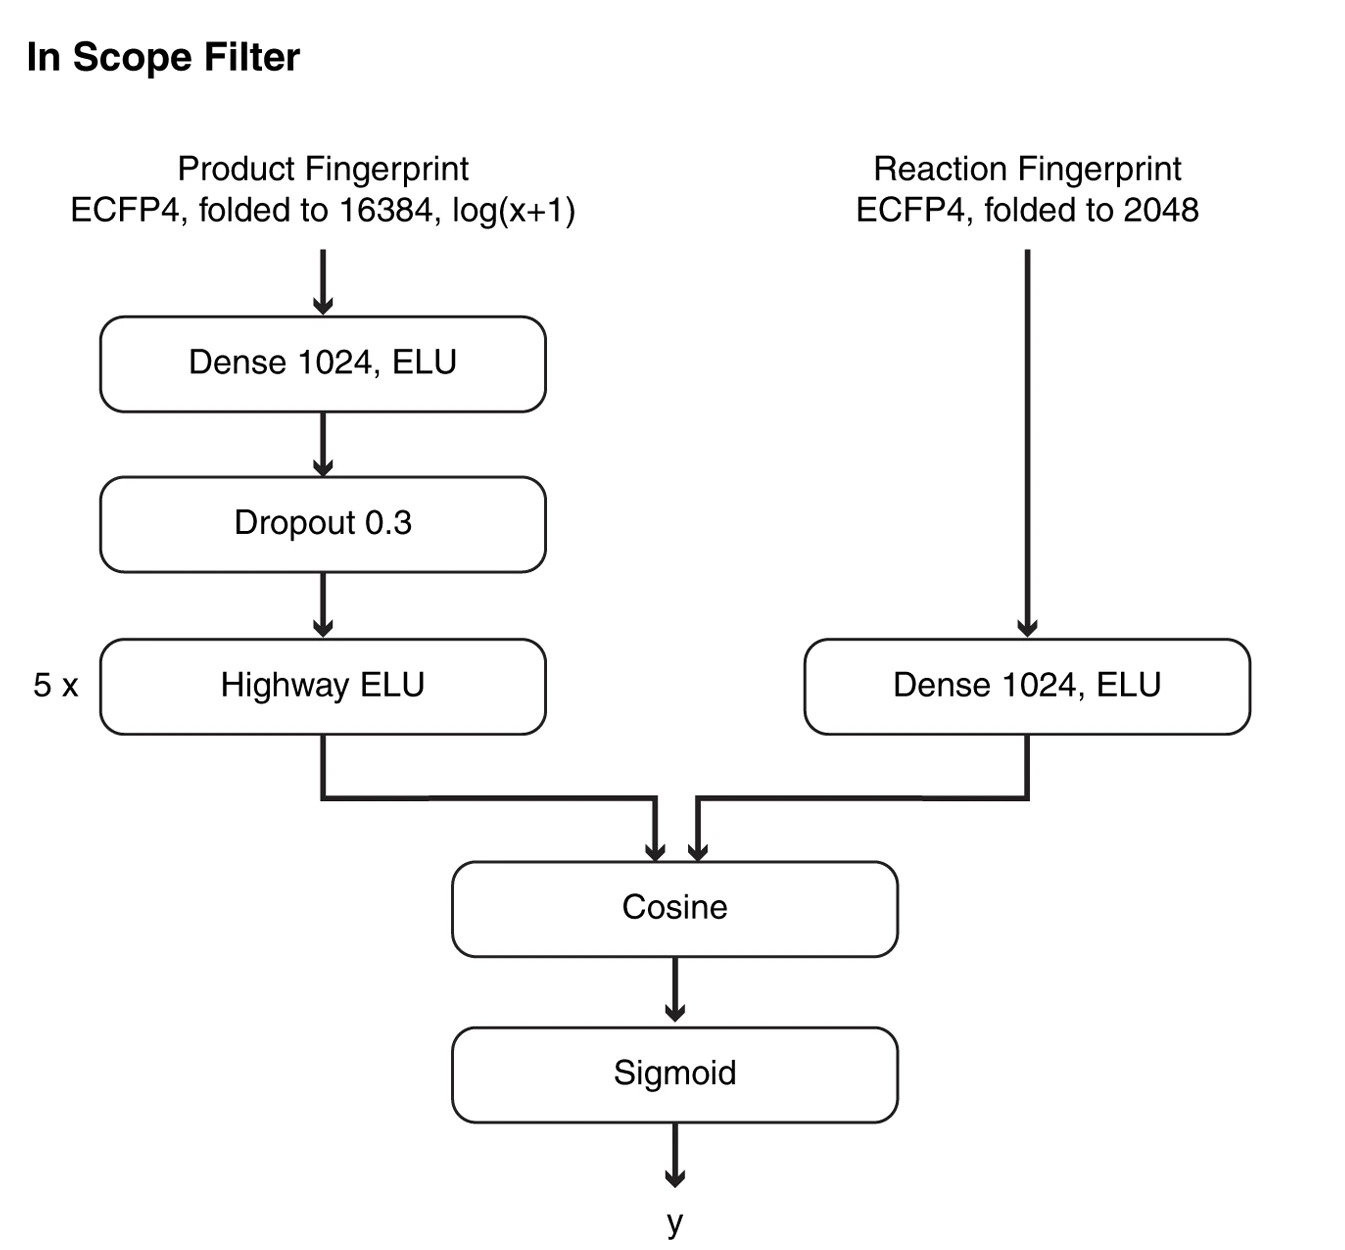 In Scope Filter
Product Fingerprint
ECFP4, folded to 16384, log(x+1)
Reaction Fingerprint
ECFP4, folded to 2048
Dense 1024, ELU
Dropout 0.3
5 x
Highway ELU
Dense 1024, ELU
Cosine
Sigmoid
y